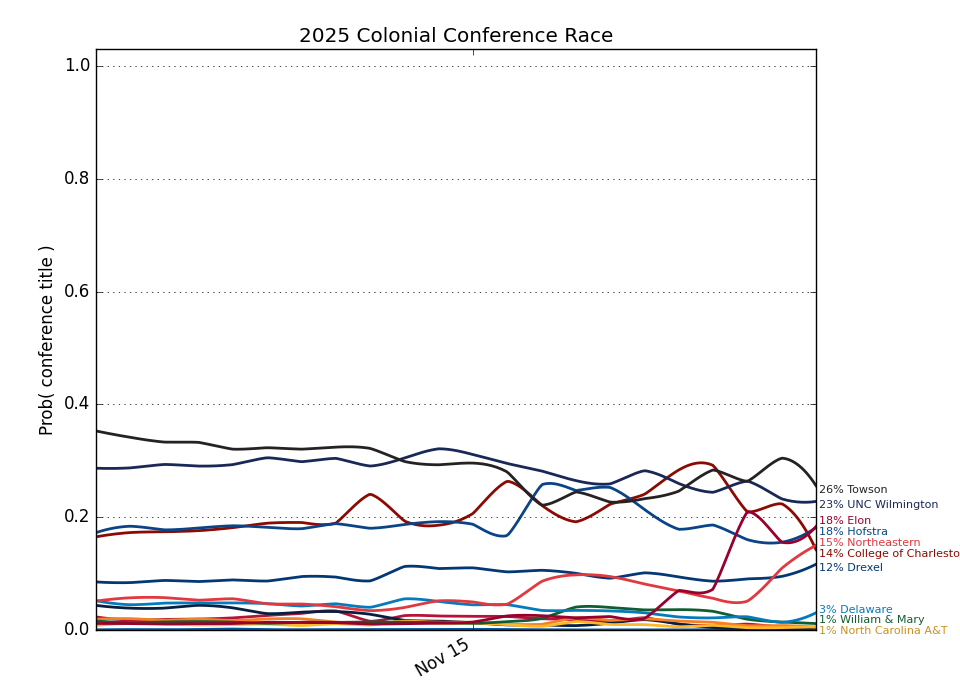 2025 Colonial Conference Race
1.0
0.8
0.6
0.4
0.2
0.0
Prob( conference title )
Nov 15
26% Towson
23% UNC Wilmington
18% Elon
18% Hofstra
15% Northeastern
14% College of Charlesto
12% Drexel
3% Delaware
1% William & Mary
1% North Carolina A&T